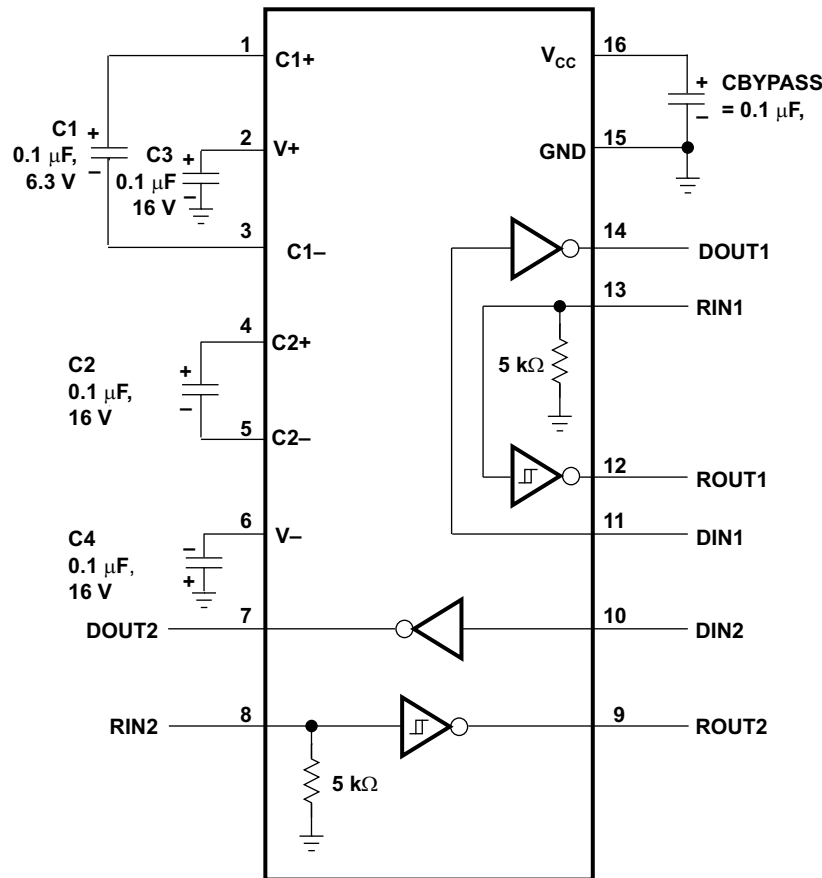 1
C1+
C1
0.1 µF,
6.3 V
+
–
2
V+
C3
0.1 µF
16 V
+
–
3
C1–
4
C2+
C2
0.1 µF,
16 V
+
–
5
C2–
6
V–
C4
0.1 µF,
16 V
–
+
DOUT2
7
RIN2
8
5 kΩ
VCC
16
+
–
CBYPASS
= 0.1 µF,
GND
15
14
DOUT1
13
RIN1
5 kΩ
12
ROUT1
11
DIN1
10
DIN2
9
ROUT2